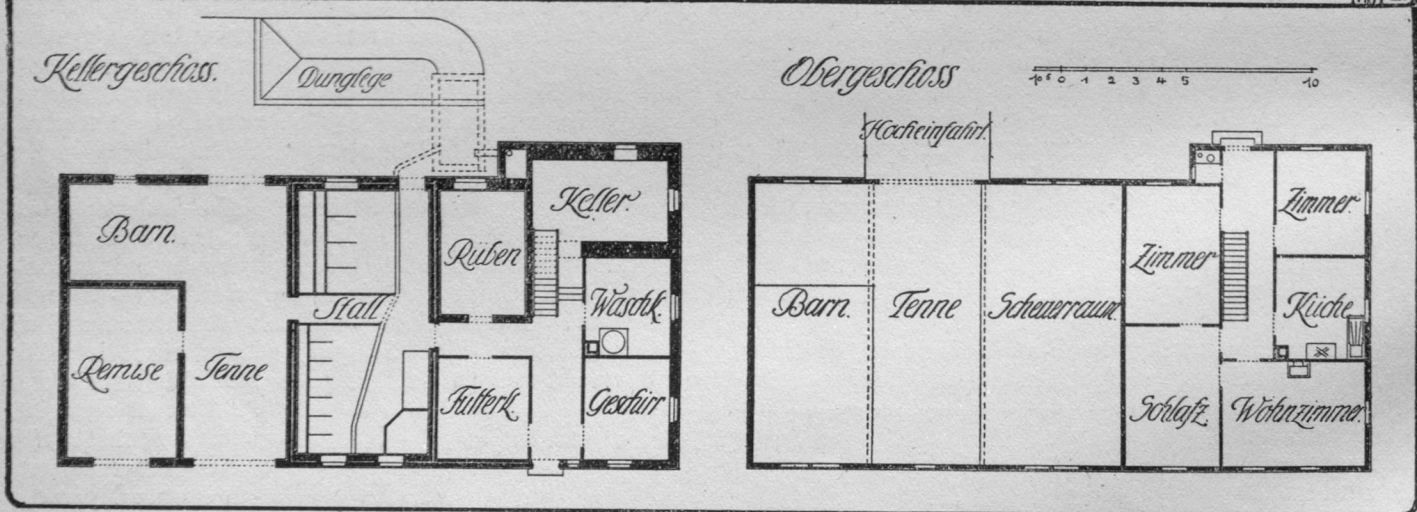 Kellergeschoss.
Dunglege
Barn.
Remise
Tenne
Stall
Rüben
Keller.
Waschk.
Futterk.
Geschirr
Obergeschoss
10 5 0 1 2 3 4 5 10
Hocheinfahrt.
Barn.
Tenne
Scheuerraum.
Zimmer
Zimmer.
Küche
Schlafz.
Wohnzimmer.